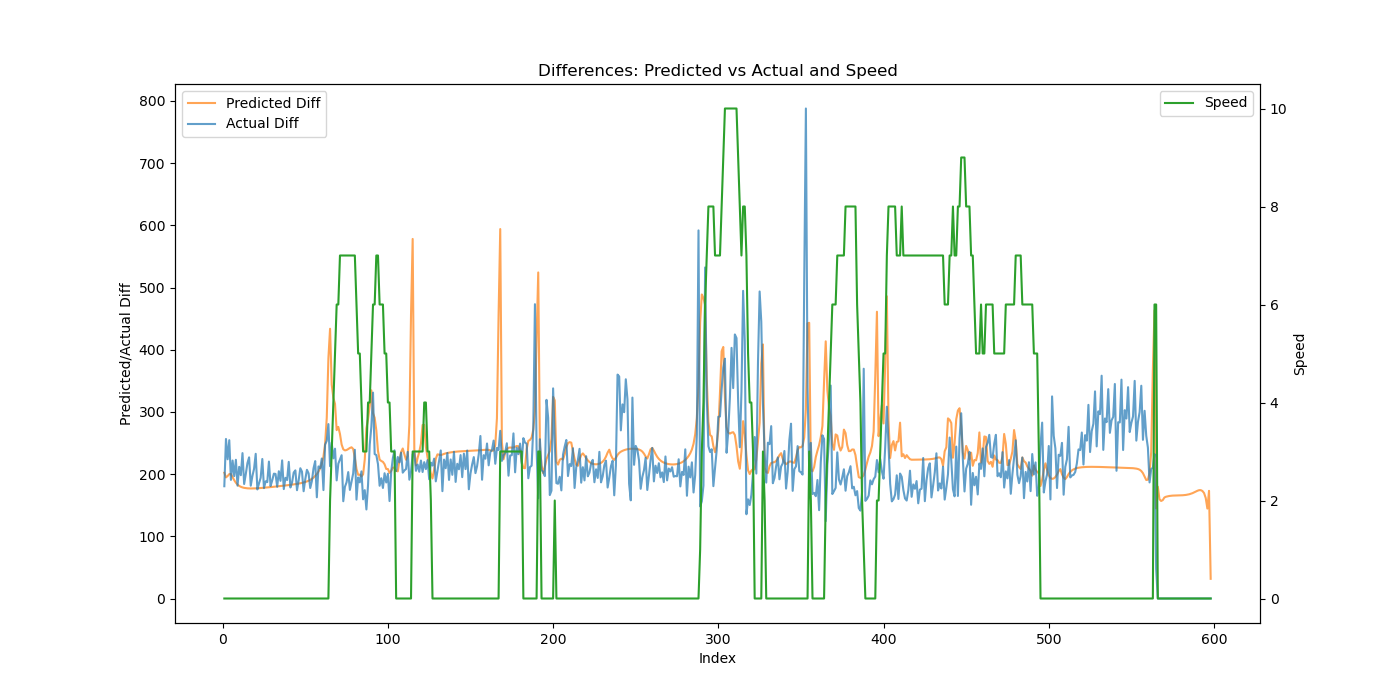 Differences: Predicted vs Actual and Speed
Predicted Diff
Actual Diff
Speed
800
700
600
500
400
300
200
100
0
Predicted/Actual Diff
10
8
6
4
2
0
Speed
0 100 200 300 400 500 600
Index